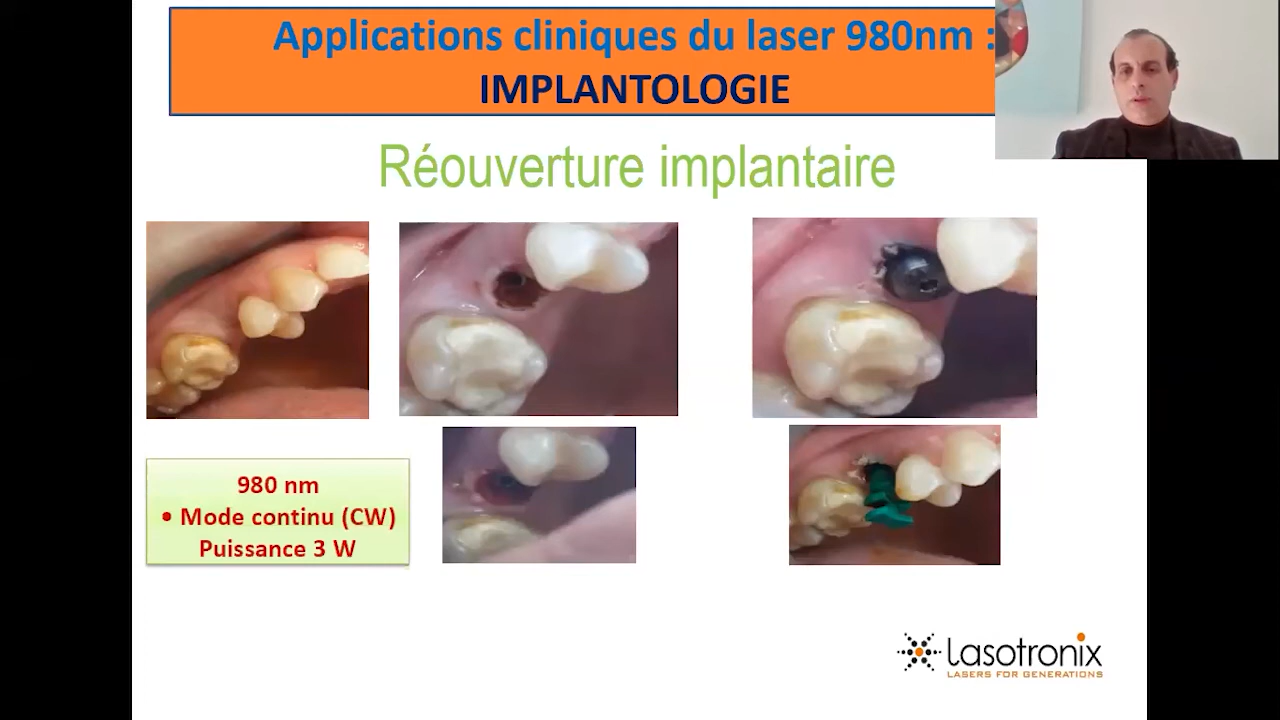 Applications cliniques du laser 980nm :
IMPLANTOLOGIE
Réouverture implantaire
980 nm
• Mode continu (CW)
Puissance 3 W
Lasotronix
LASERS FOR GENERATIONS